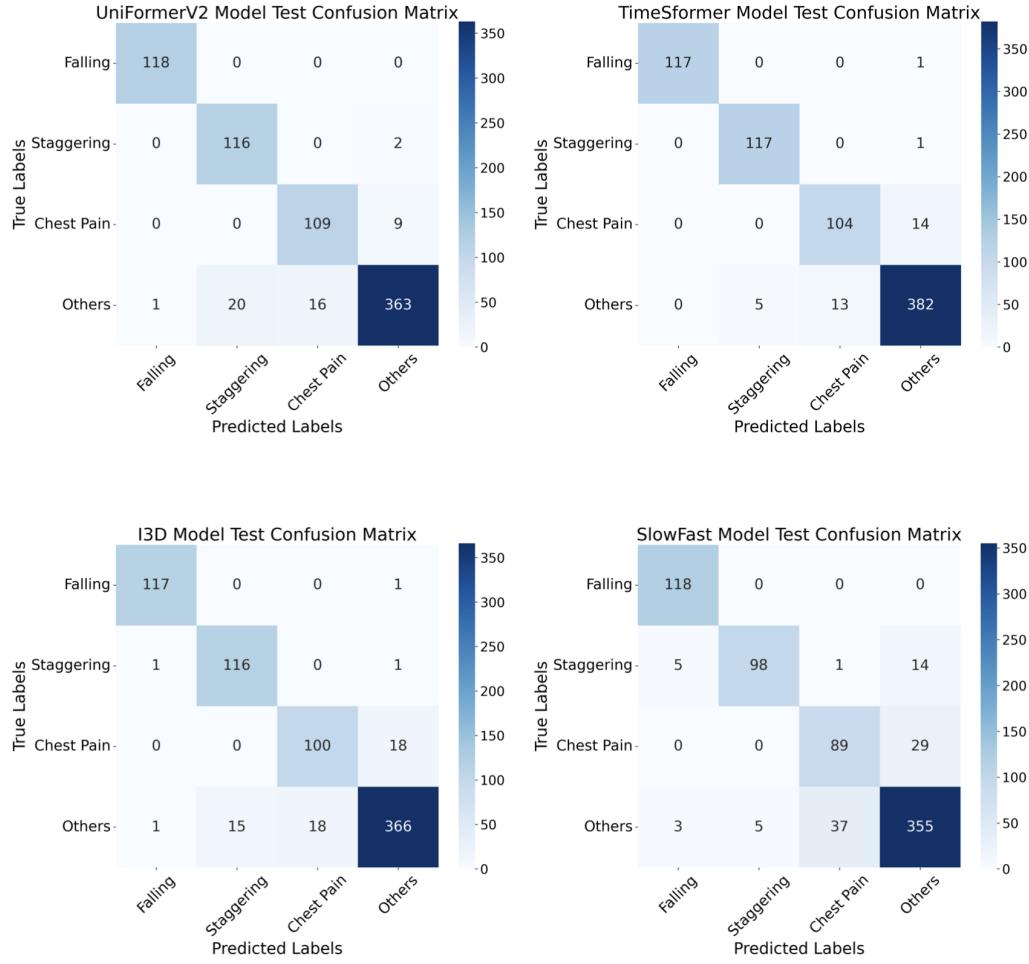 UniFormerV2 Model Test Confusion Matrix
True Labels
Falling 118 0 0 0
Staggering 0 116 0 2
Chest Pain 0 0 109 9
Others 1 20 16 363
Falling Staggering Chest Pain Others
Predicted Labels
350
300
250
200
150
100
50
0
TimeSformer Model Test Confusion Matrix
True Labels
Falling 117 0 0 1
Staggering 0 117 0 1
Chest Pain 0 0 104 14
Others 0 5 13 382
Falling Staggering Chest Pain Others
Predicted Labels
350
300
250
200
150
100
50
0
I3D Model Test Confusion Matrix
True Labels
Falling 117 0 0 1
Staggering 1 116 0 1
Chest Pain 0 0 100 18
Others 1 15 18 366
Falling Staggering Chest Pain Others
Predicted Labels
350
300
250
200
150
100
50
0
SlowFast Model Test Confusion Matrix
True Labels
Falling 118 0 0 0
Staggering 5 98 1 14
Chest Pain 0 0 89 29
Others 3 5 37 355
Falling Staggering Chest Pain Others
Predicted Labels
350
300
250
200
150
100
50
0